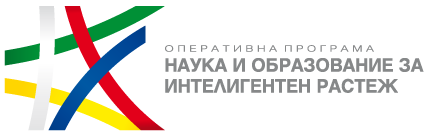 ОПЕРАТИВНА ПРОГРАМА
НАУКА И ОБРАЗОВАНИЕ ЗА
ИНТЕЛИГЕНТЕН РАСТЕЖ